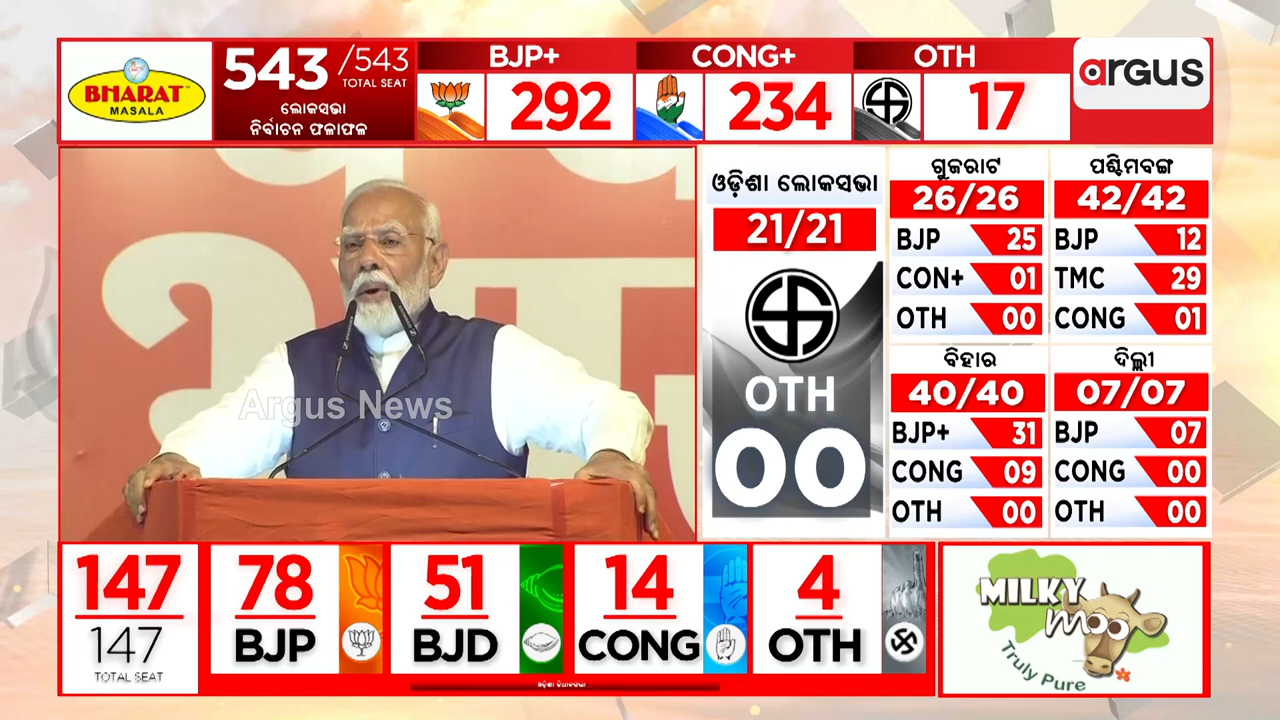 BHARAT
MASALA
543 /543
TOTAL SEAT
ଲୋକସଭା
ନିର୍ବାଚନ ଫଳାଫଳ
BJP+
292
CONG+
234
OTH
17
argus
Argus News
ଓଡ଼ିଶା ଲୋକସଭା
21/21
OTH
00
ଗୁଜରାଟ
26/26
BJP 25
CON+ 01
OTH 00
ପଶ୍ଚିମବଙ୍ଗ
42/42
BJP 12
TMC 29
CONG 01
ବିହାର
40/40
BJP+ 31
CONG 09
OTH 00
ଦିଲ୍ଲୀ
07/07
BJP 07
CONG 00
OTH 00
147
147
TOTAL SEAT
78
BJP
51
BJD
14
CONG
4
OTH
ଓଡ଼ିଶା ବିଧାନସଭା
MILKY
moo
Truly Pure